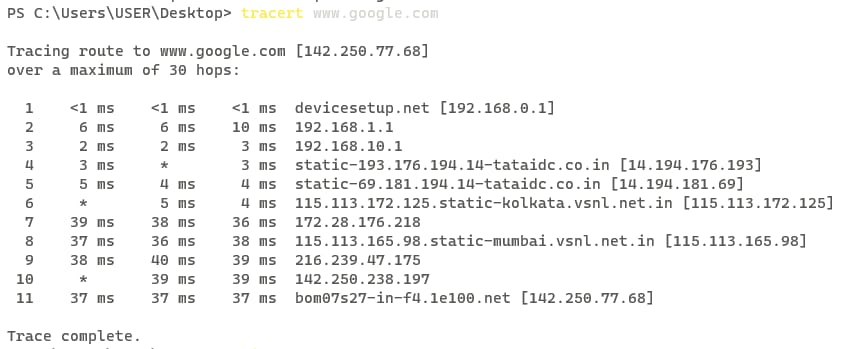 PS C:\Users\USER\Desktop> tracert www.google.com
Tracing route to www.google.com [142.250.77.68]
over a maximum of 30 hops:
1 <1 ms <1 ms <1 ms devicesetup.net [192.168.0.1]
2 6 ms 6 ms 10 ms 192.168.1.1
3 2 ms 2 ms 3 ms 192.168.10.1
4 3 ms * 3 ms static-193.176.194.14-tataidc.co.in [14.194.176.193]
5 5 ms 4 ms 4 ms static-69.181.194.14-tataidc.co.in [14.194.181.69]
6 * 5 ms 4 ms 115.113.172.125.static-kolkata.vsnl.net.in [115.113.172.125]
7 39 ms 38 ms 36 ms 172.28.176.218
8 37 ms 36 ms 38 ms 115.113.165.98.static-mumbai.vsnl.net.in [115.113.165.98]
9 38 ms 40 ms 39 ms 216.239.47.175
10 * 39 ms 39 ms 142.250.238.197
11 37 ms 37 ms 37 ms bom07s27-in-f4.1e100.net [142.250.77.68]
Trace complete.